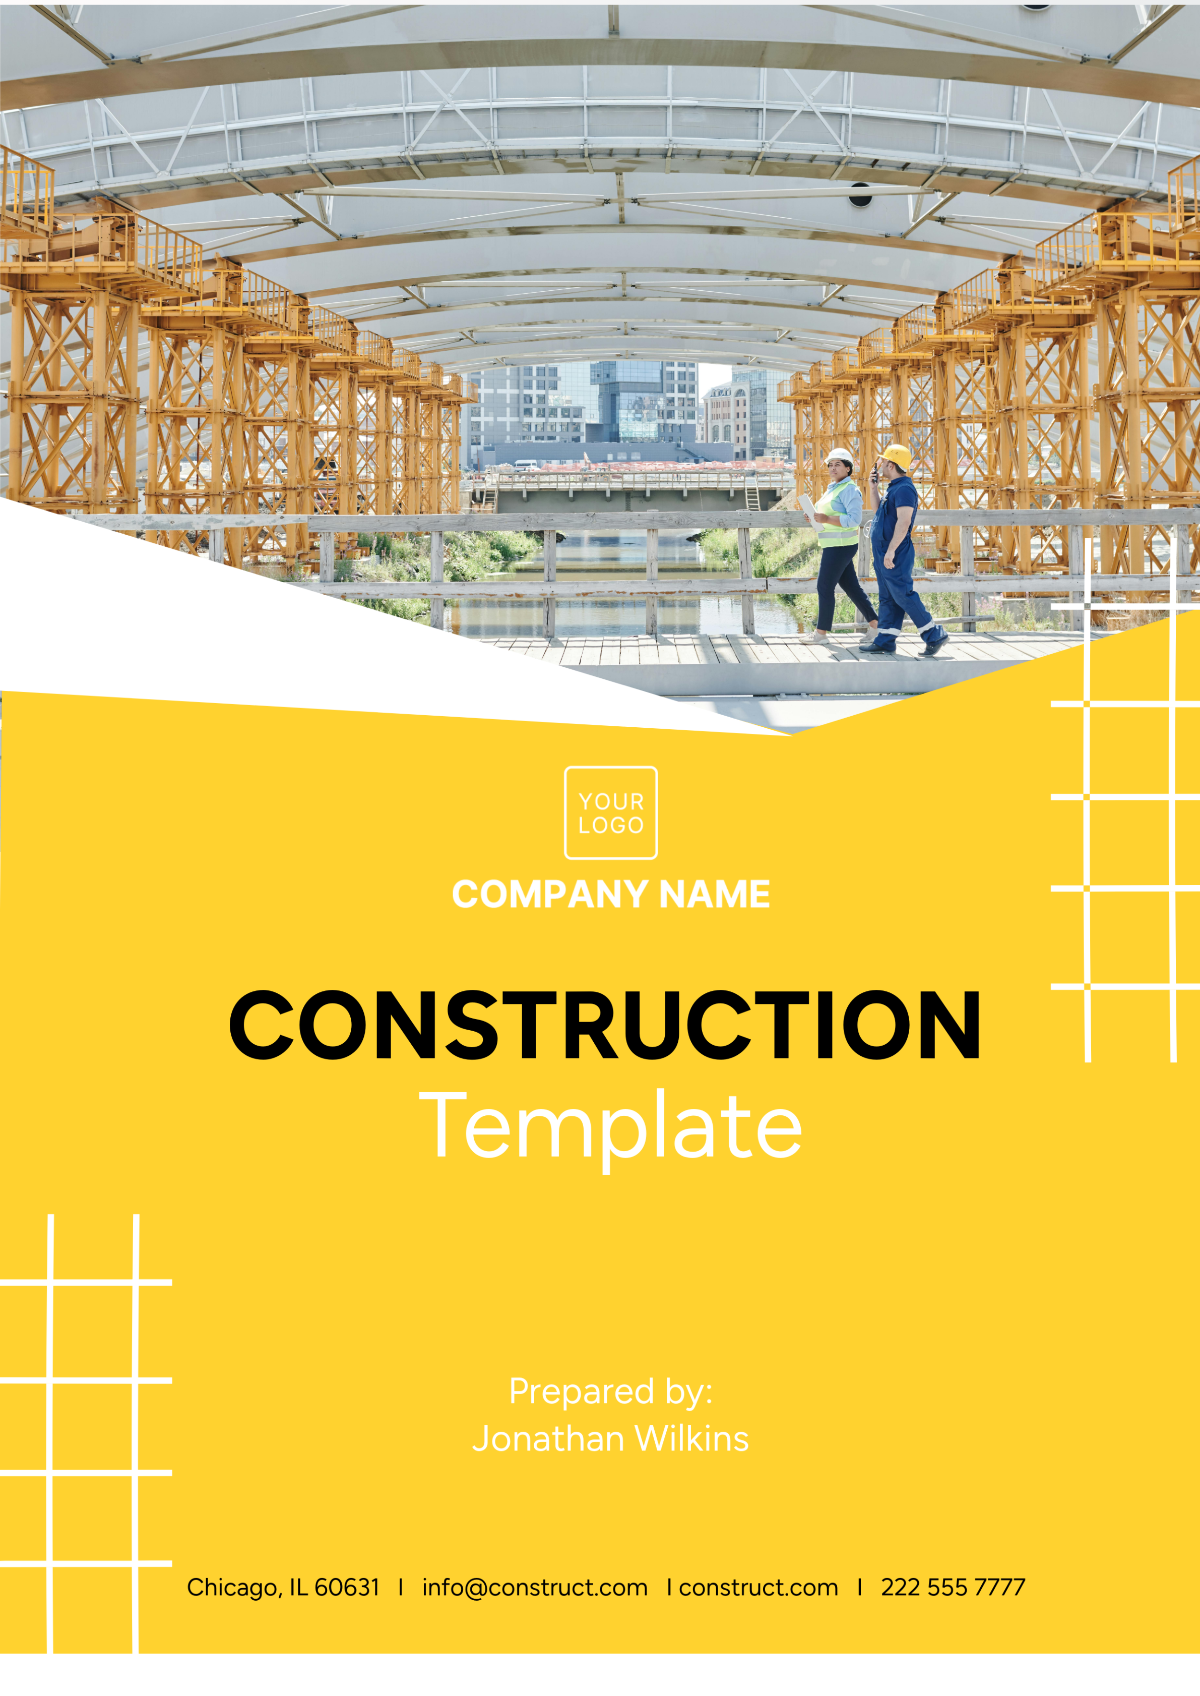 YOUR
LOGO
COMPANY NAME
CONSTRUCTION
Template
Prepared by:
Jonathan Wilkins
Chicago, IL 60631 I info@construct.com I construct.com I 222 555 7777